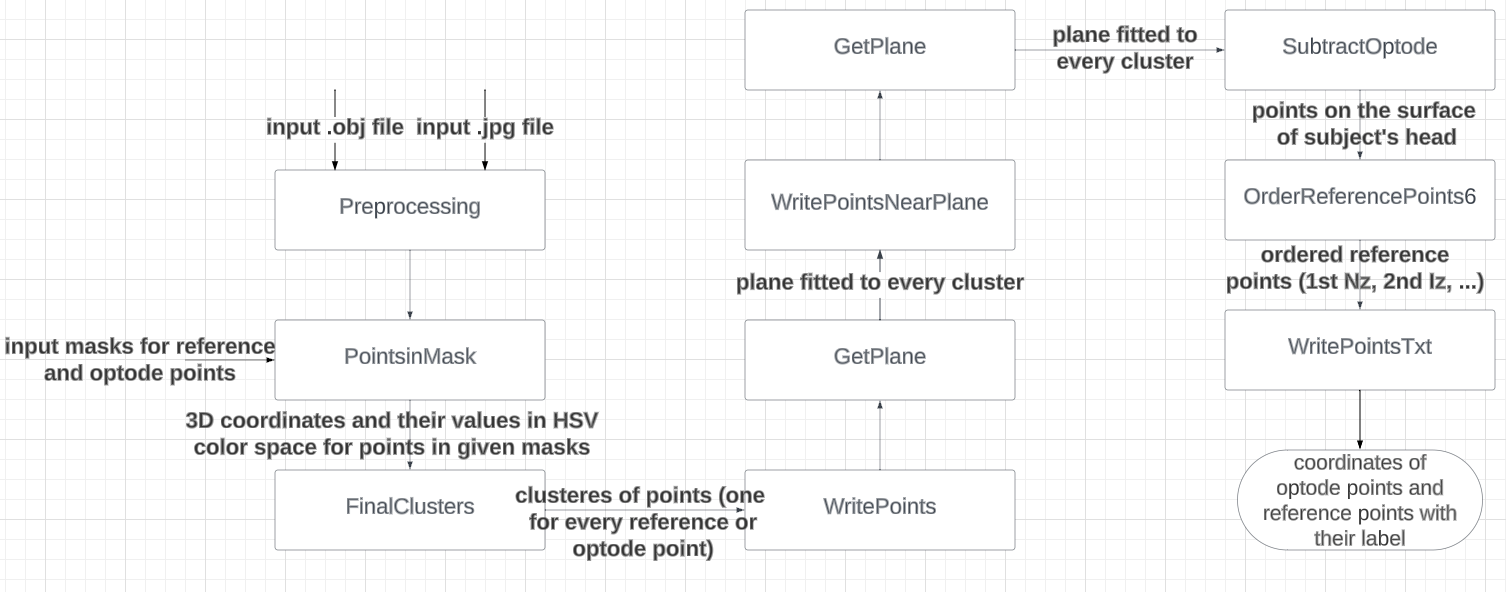 input .obj file
input .jpg file
Preprocessing
input masks for reference
and optode points
PointsinMask
3D coordinates and their values in HSV
color space for points in given masks
FinalClusters
clusteres of points (one
for every reference or
optode point)
WritePoints
GetPlane
plane fitted to every cluster
WritePointsNearPlane
GetPlane
plane fitted to
every cluster
SubtractOptode
points on the surface
of subject's head
OrderReferencePoints6
ordered reference
points (1st Nz, 2nd Iz, ...)
WritePointsTxt
coordinates of
optode points and
reference points with
their label